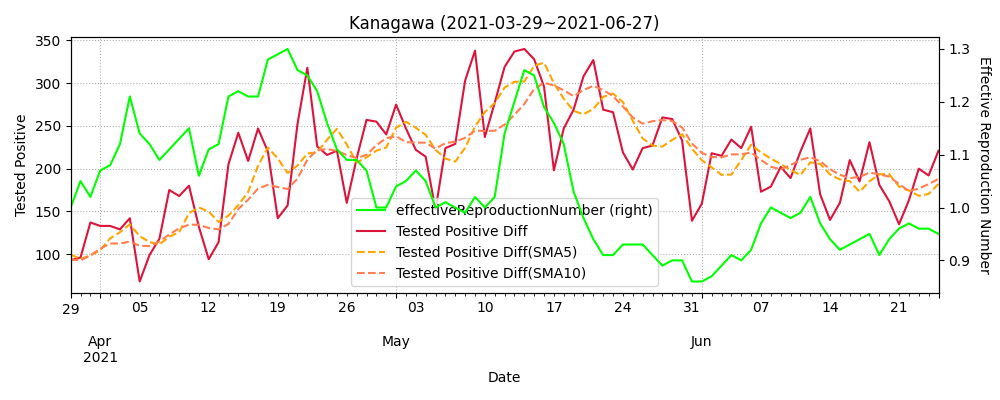 Kanagawa (2021-03-29~2021-06-27)
Tested Positive
350
300
250
200
150
100
1.3
1.2
1.1
1.0
0.9
Effective Reproduction Number
effectiveReproductionNumber (right)
Tested Positive Diff
Tested Positive Diff(SMA5)
Tested Positive Diff(SMA10)
29 05 12 19 26 03 10 17 24 31 07 14 21
Apr May Jun
2021
Date